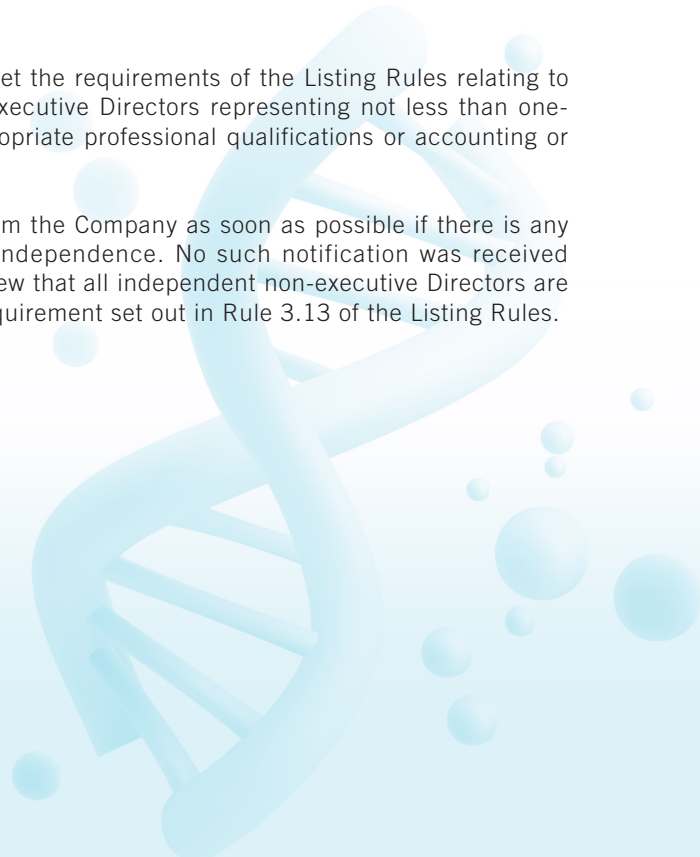 et the requirements of the Listing Rules relating to
xecutive Directors representing not less than one-
opriate professional qualifications or accounting or
m the Company as soon as possible if there is any
ndependence. No such notification was received
ew that all independent non-executive Directors are
quirement set out in Rule 3.13 of the Listing Rules.